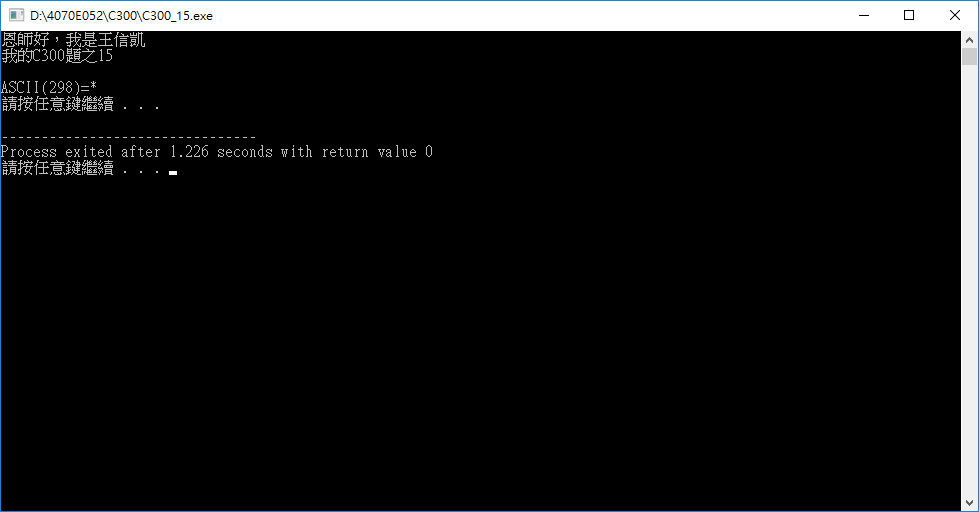 D:\4070E052\C300\C300_15.exe
恩師好，我是王信凱
我的C300題之15
ASCII(298)=*
請按任意鍵繼續 . . .
--------------------------------
Process exited after 1.226 seconds with return value 0
請按任意鍵繼續 . . .